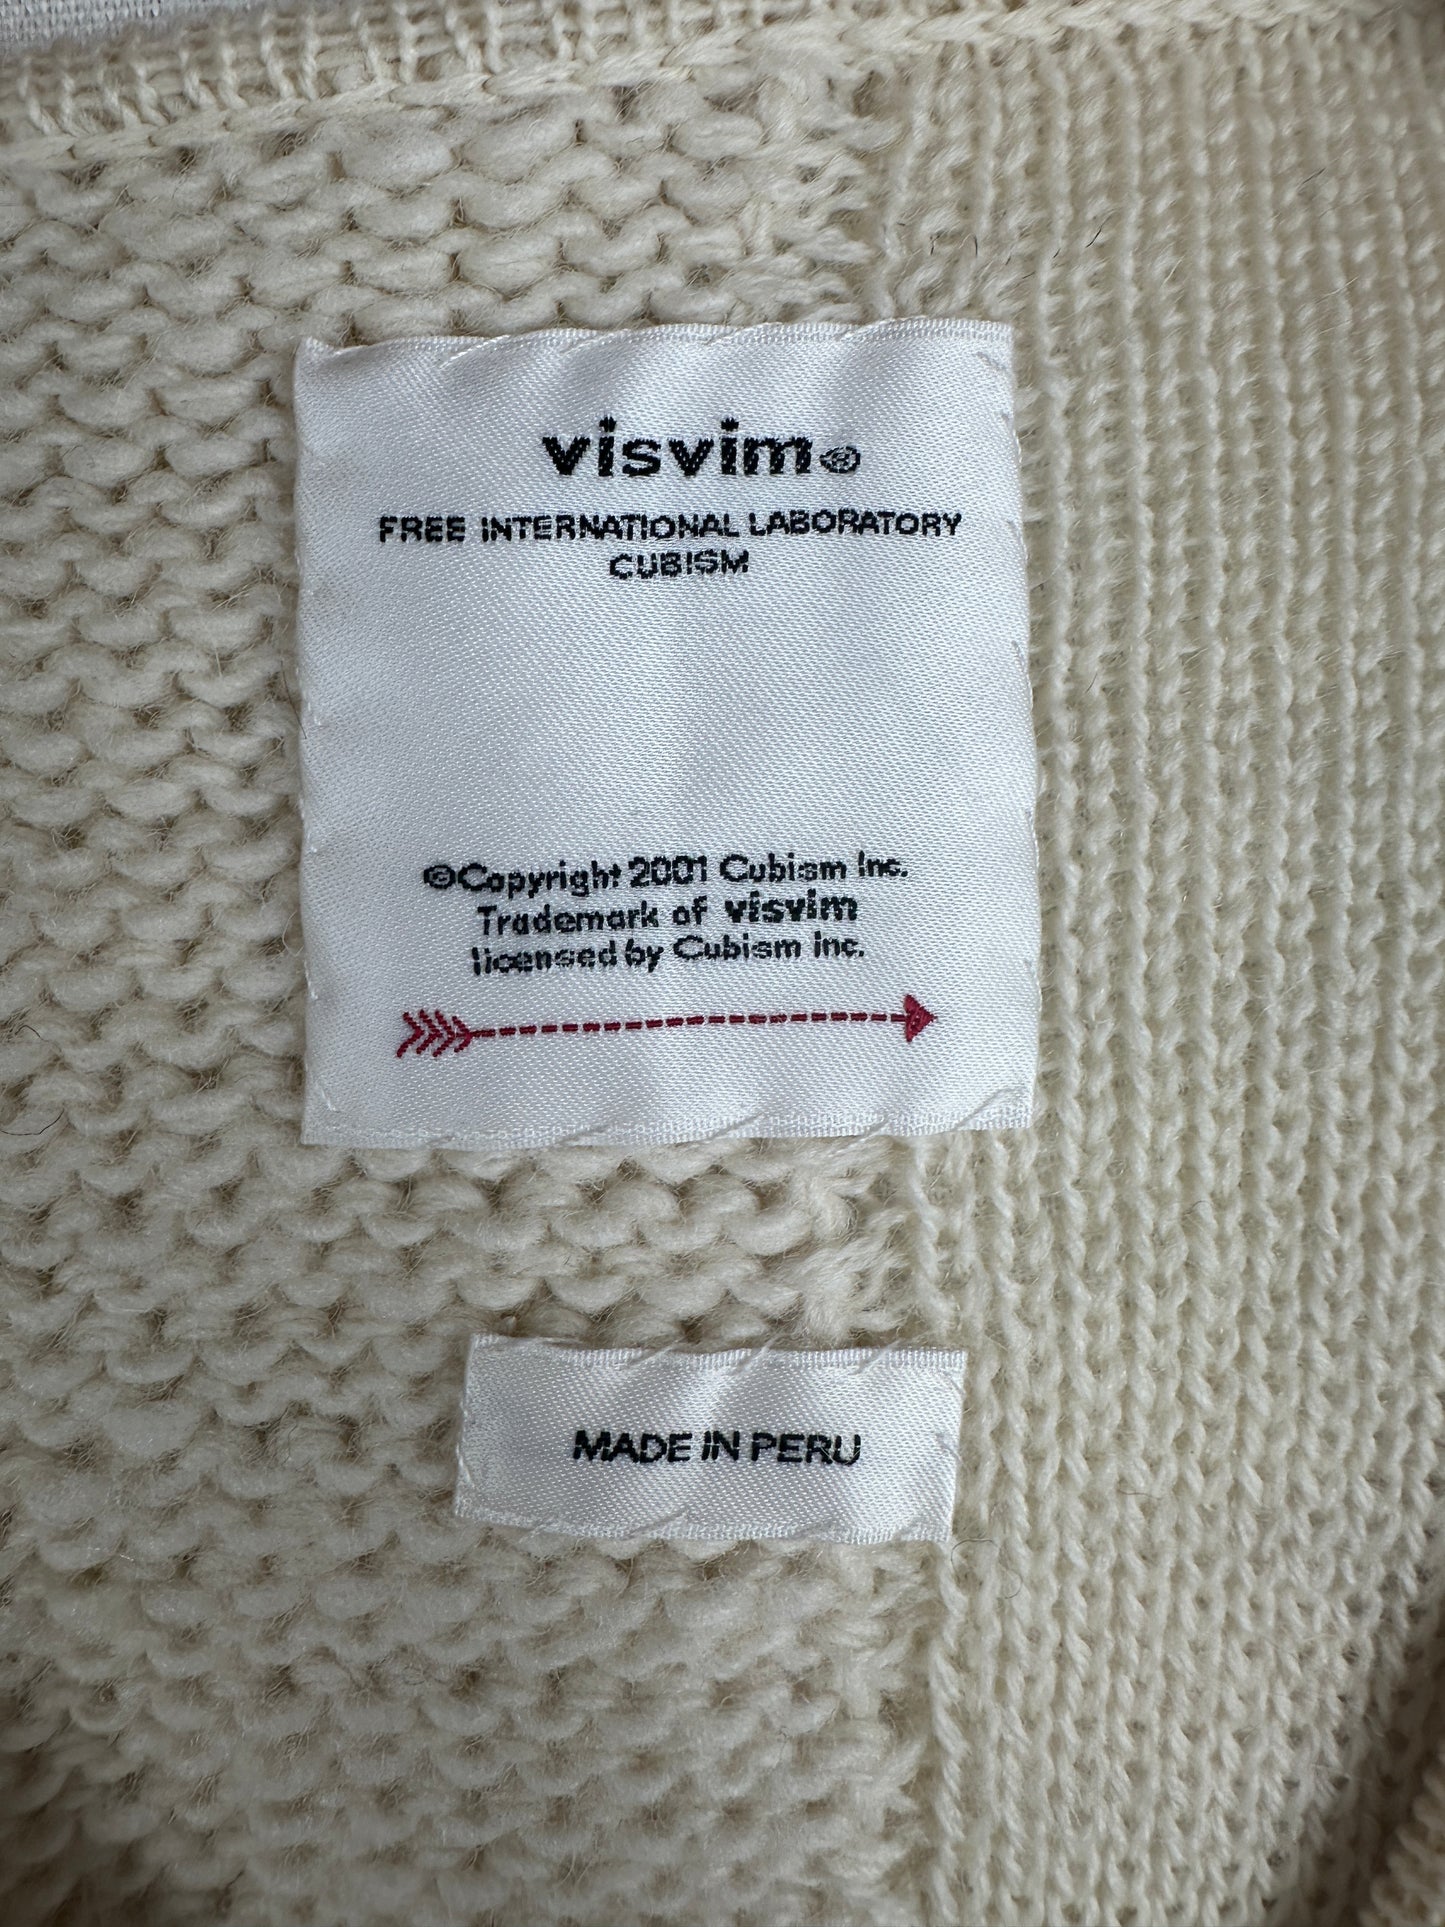 visvim®
FREE INTERNATIONAL LABORATORY
CUBISM
©Copyright 2001 Cubism Inc.
Trademark of visvim
licensed by Cubism Inc.
MADE IN PERU